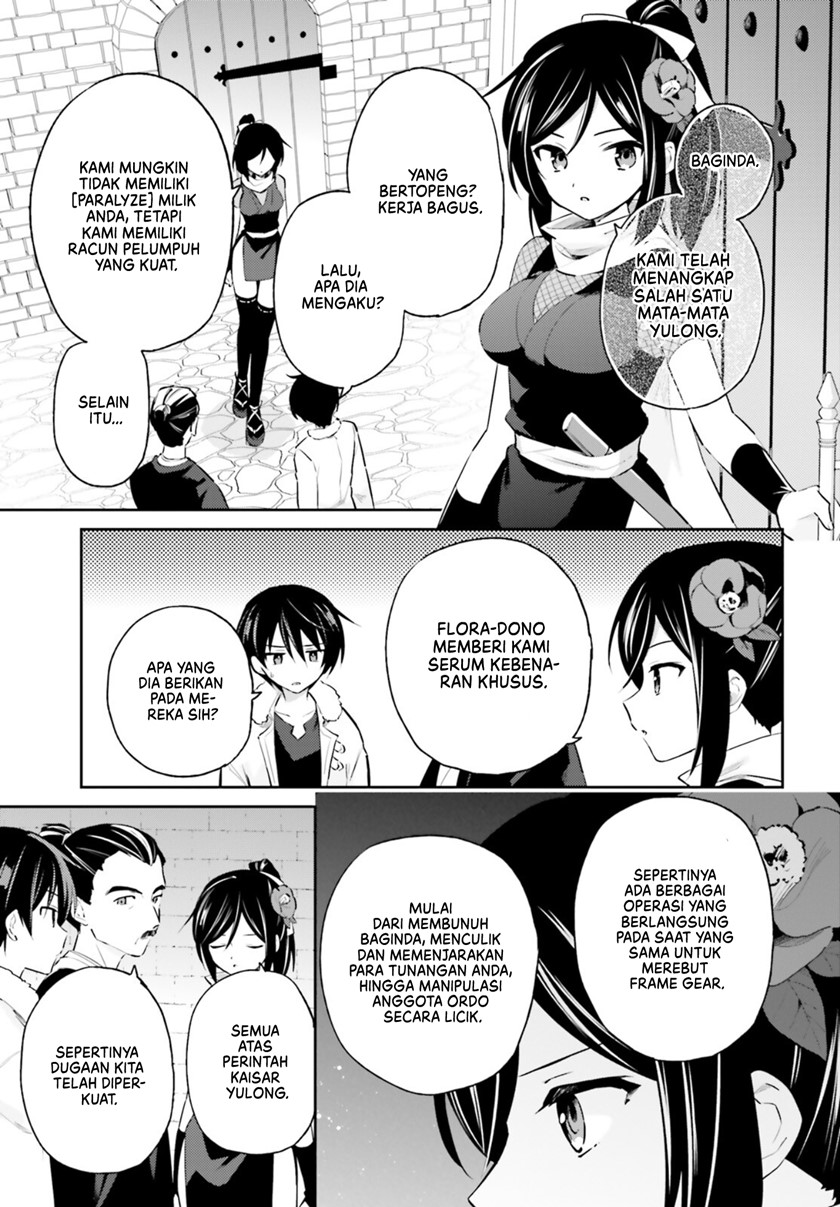 BAGINDA.
KAMI TELAH
MENANGKAP
SALAH SATU
MATA-MATA
YULONG.
YANG
BERTOPENG?
KERJA BAGUS.
LALU,
APA DIA
MENGAKU?
KAMI MUNGKIN
TIDAK MEMILIKI
[PARALYZE] MILIK
ANDA, TETAPI
KAMI MEMILIKI
RACUN PELUMPUH
YANG KUAT.
SELAIN
ITU...
FLORA-DONO
MEMBERI KAMI
SERUM KEBENA-
RAN KHUSUS.
APA YANG
DIA BERIKAN
PADA ME-
REKA SIH?
SEPERTINYA
ADA BERBAGAI
OPERASI YANG
BERLANGSUNG
PADA SAAT YANG
SAMA UNTUK
MEREBUT
FRAME GEAR.
MULAI
DARI MEMBUNUH
BAGINDA, MENCULIK
DAN MEMENJARAKAN
PARA TUNANGAN ANDA,
HINGGA MANIPULASI
ANGGOTA ORDO
SECARA LICIK.
SEMUA
ATAS
PERINTAH
KAISAR
YULONG.
SEPERTINYA
DUGAAN KITA
TELAH DIPER-
KUAT.